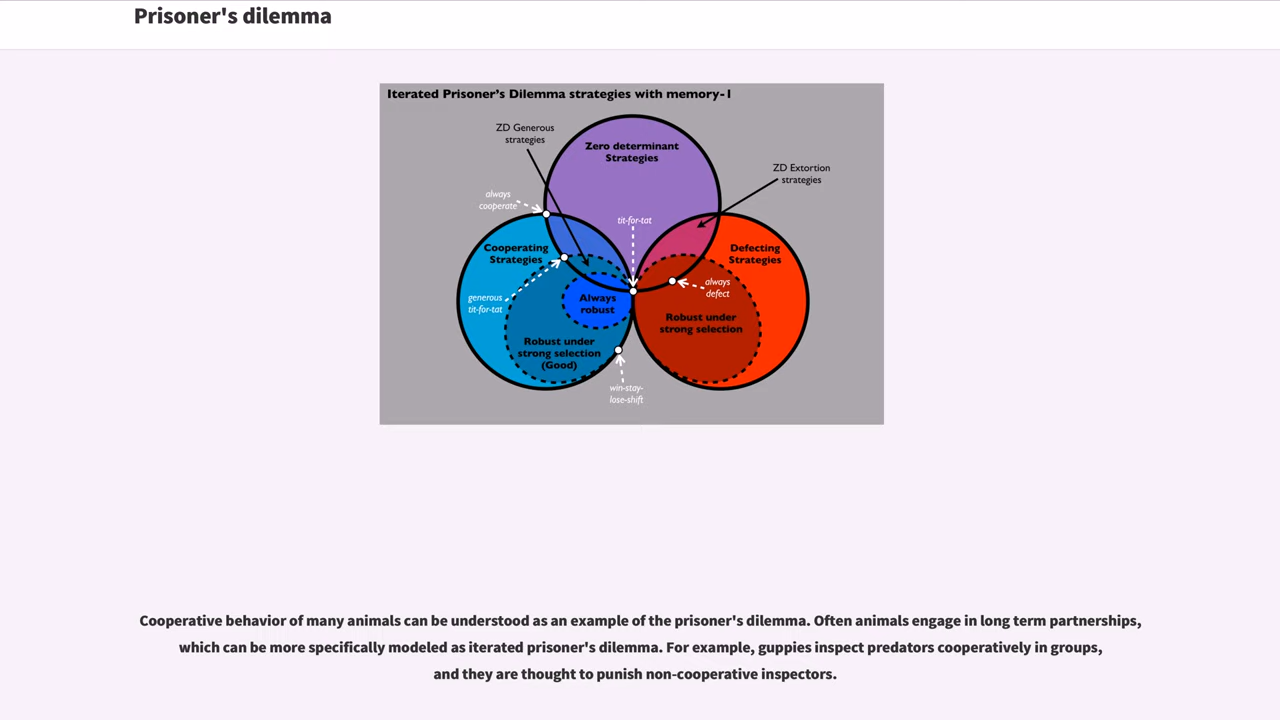 Prisoner's dilemma
Iterated Prisoner's Dilemma strategies with memory-1
ZD Generous
strategies
Zero determinant
Strategies
ZD Extortion
strategies
always
cooperate
tit-for-tat
Cooperating
Strategies
Defecting
Strategies
generous
tit-for-tat
Always
robust
always
defect
Robust under
strong selection
Robust under
strong selection
(Good)
win-stay-
lose-shift
Cooperative behavior of many animals can be understood as an example of the prisoner's dilemma. Often animals engage in long term partnerships,
which can be more specifically modeled as iterated prisoner's dilemma. For example, guppies inspect predators cooperatively in groups,
and they are thought to punish non-cooperative inspectors.